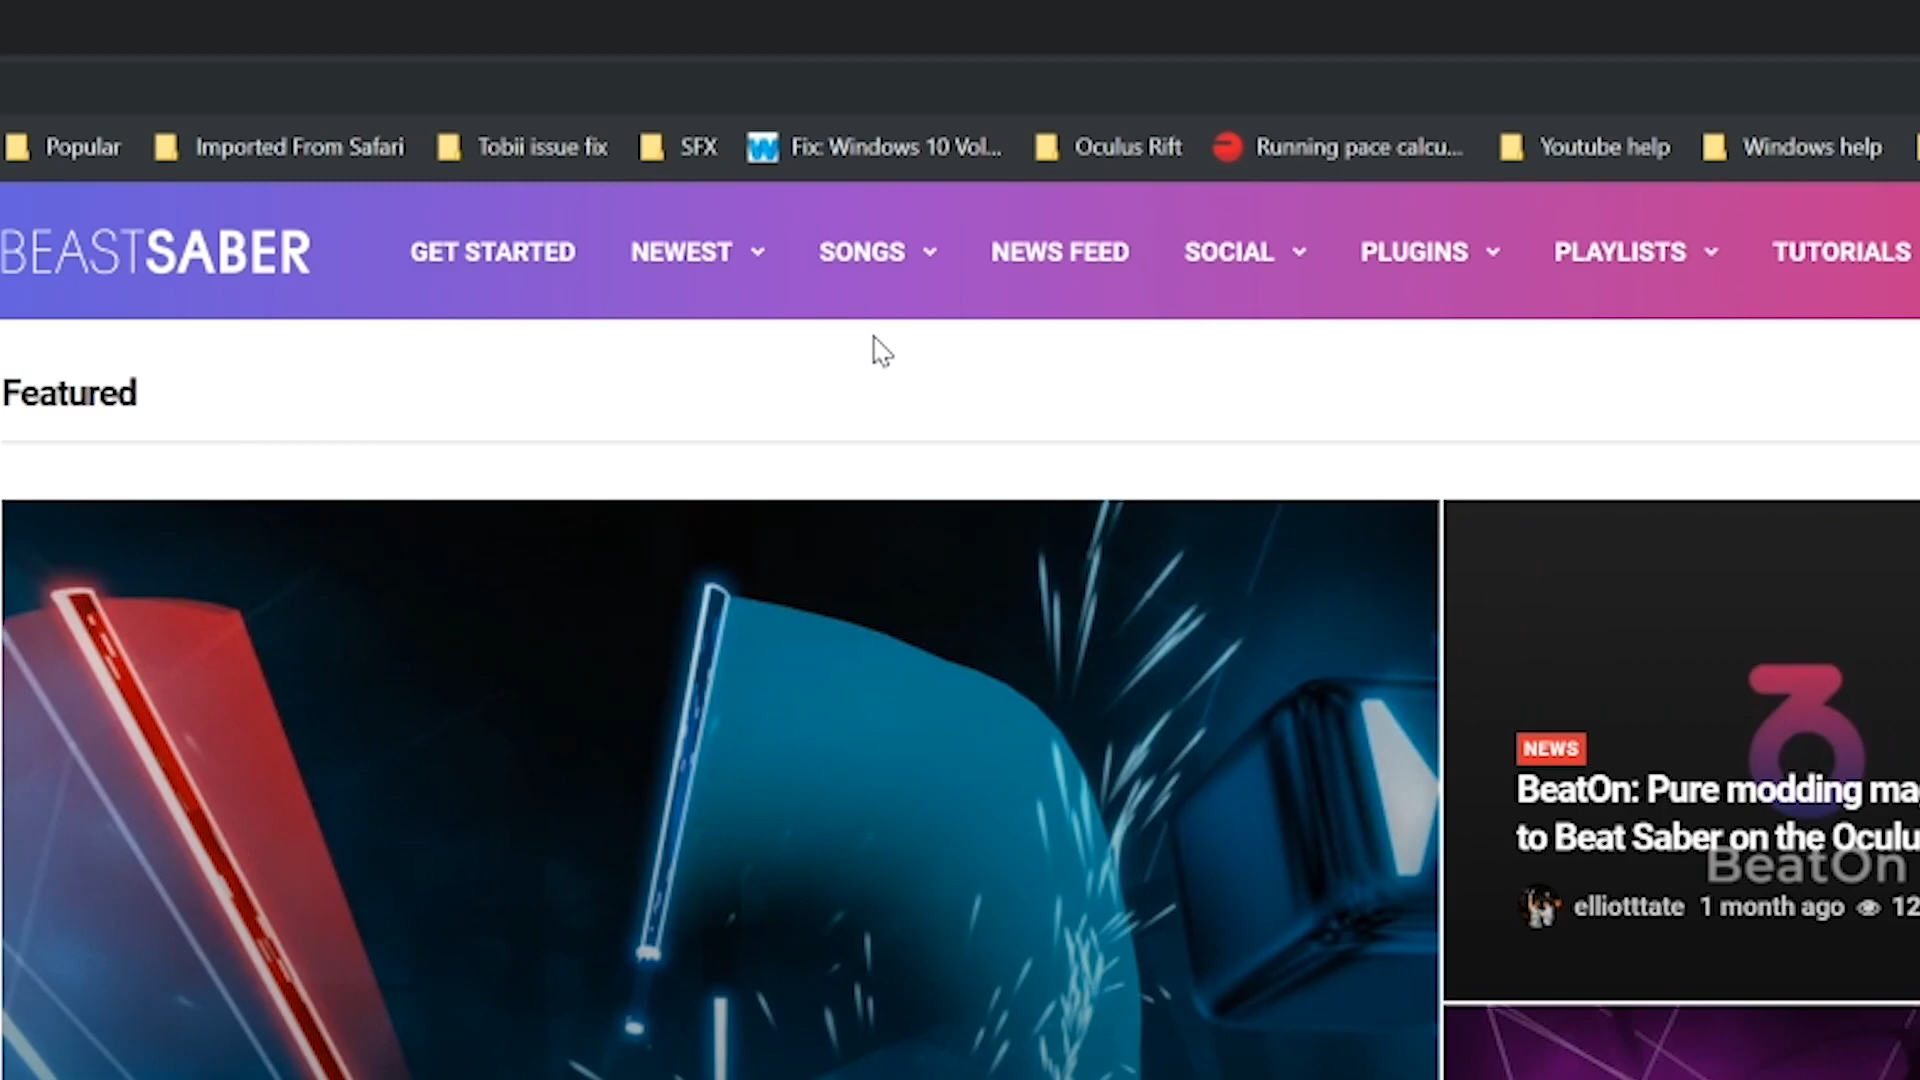 Popular Imported From Safari Tobii issue fix SFX Fix: Windows 10 Vol... Oculus Rift Running pace calcu... Youtube help Windows help
BEASTSABER GET STARTED NEWEST SONGS NEWS FEED SOCIAL PLUGINS PLAYLISTS TUTORIALS
Featured
NEWS
BeatOn: Pure modding ma
to Beat Saber on the Oculu
BeatOn
elliotttate 1 month ago 12